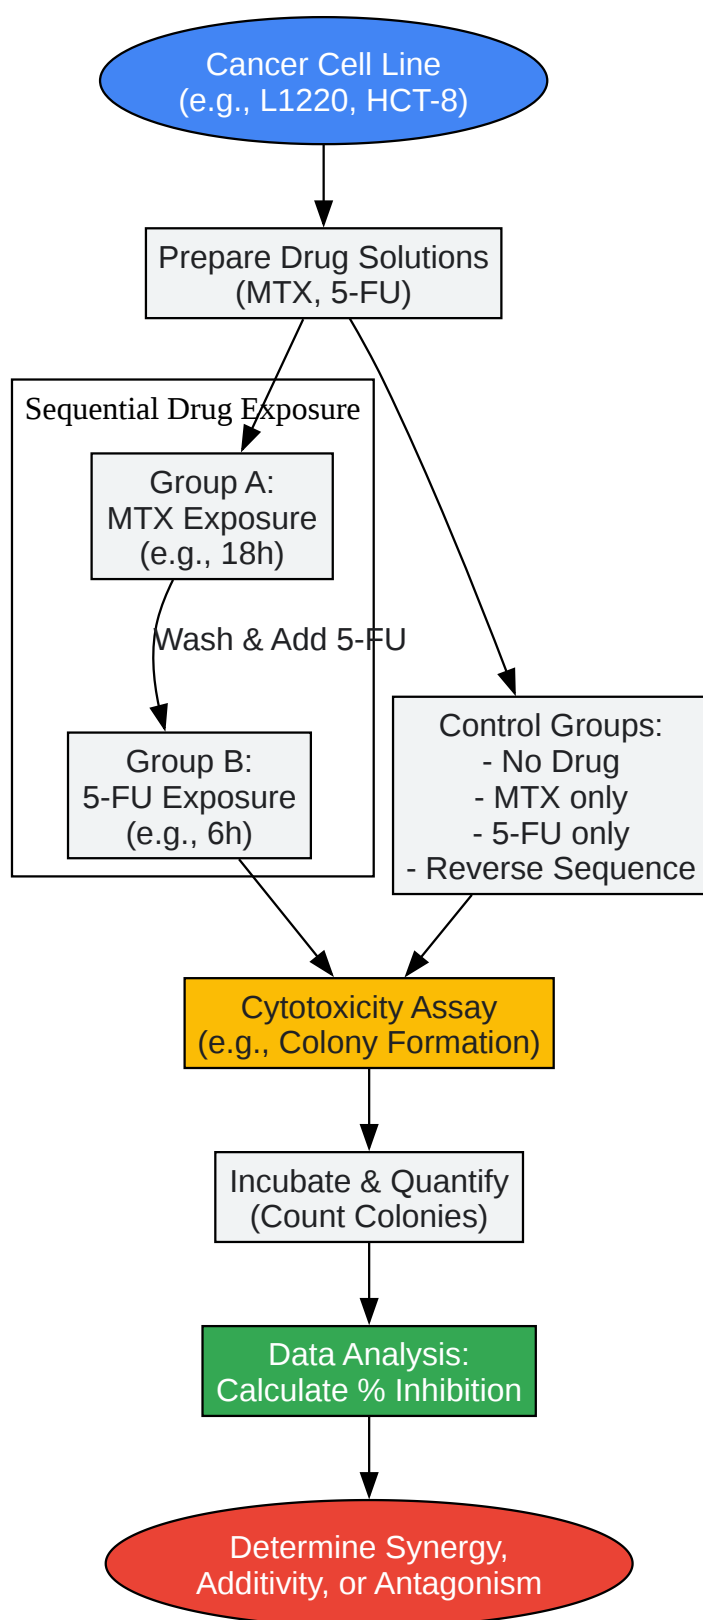 Cancer Cell Line
(e.g., L1220, HCT-8)
Prepare Drug Solutions
(MTX, 5-FU)
Sequential Drug Exposure
Group A:
MTX Exposure
(e.g., 18h)
Wash & Add 5-FU
Group B:
5-FU Exposure
(e.g., 6h)
Control Groups:
- No Drug
- MTX only
- 5-FU only
- Reverse Sequence
Cytotoxicity Assay
(e.g., Colony Formation)
Incubate & Quantify
(Count Colonies)
Data Analysis:
Calculate % Inhibition
Determine Synergy,
Additivity, or Antagonism